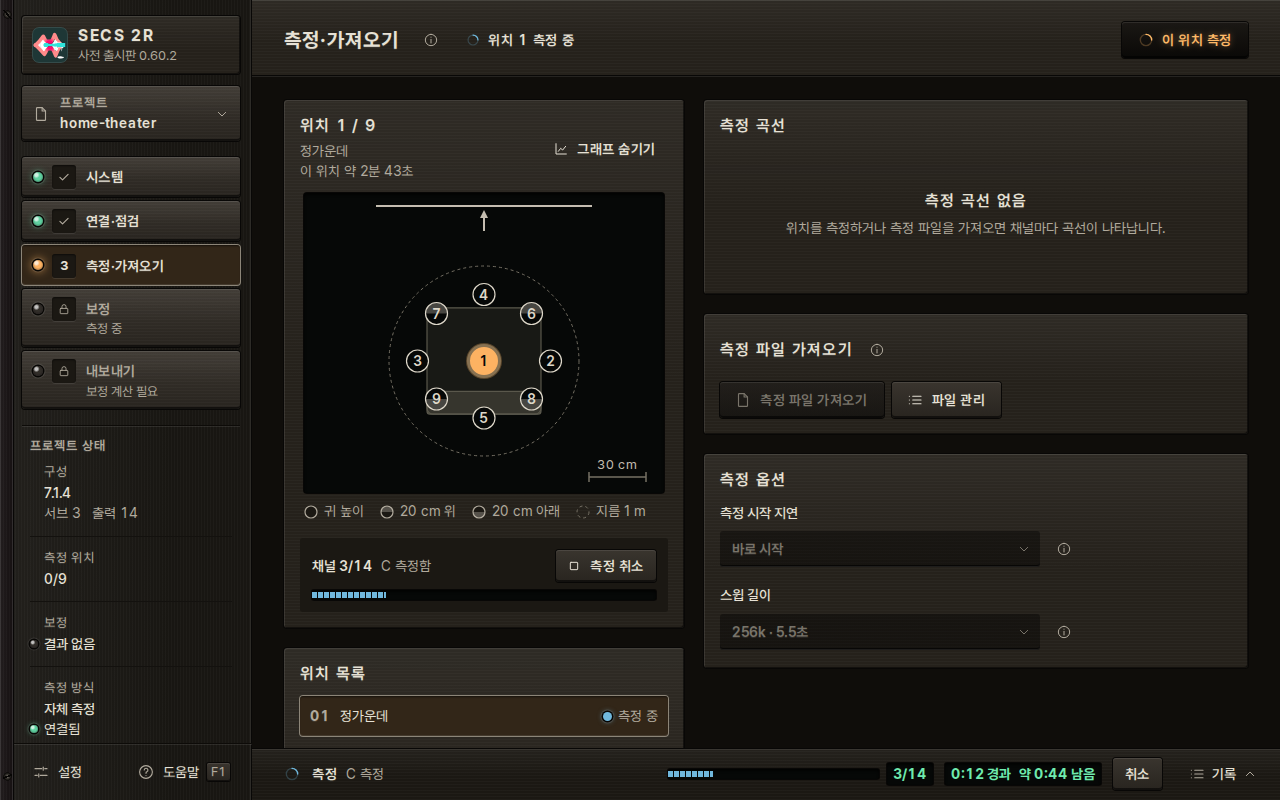 SECS 2R
사전 출시판 0.60.2
프로젝트
home-theater
시스템
연결·점검
3 측정·가져오기
보정
측정 중
내보내기
보정 계산 필요
프로젝트 상태
구성
7.1.4
서브 3 출력 14
측정 위치
0/9
보정
결과 없음
측정 방식
자체 측정
연결됨
설정
도움말 F1
측정·가져오기
위치 1 측정 중
이 위치 측정
위치 1 / 9
정가운데
이 위치 약 2분 43초
그래프 숨기기
4
7
6
3
1
2
9
8
5
30 cm
귀 높이
20 cm 위
20 cm 아래
지름 1 m
채널 3/14 C 측정함
측정 취소
위치 목록
01 정가운데
측정 중
측정 곡선
측정 곡선 없음
위치를 측정하거나 측정 파일을 가져오면 채널마다 곡선이 나타납니다.
측정 파일 가져오기
측정 파일 가져오기
파일 관리
측정 옵션
측정 시작 지연
바로 시작
스윕 길이
256k · 5.5초
측정 C 측정
3/14
0:12 경과 약 0:44 남음
취소
기록